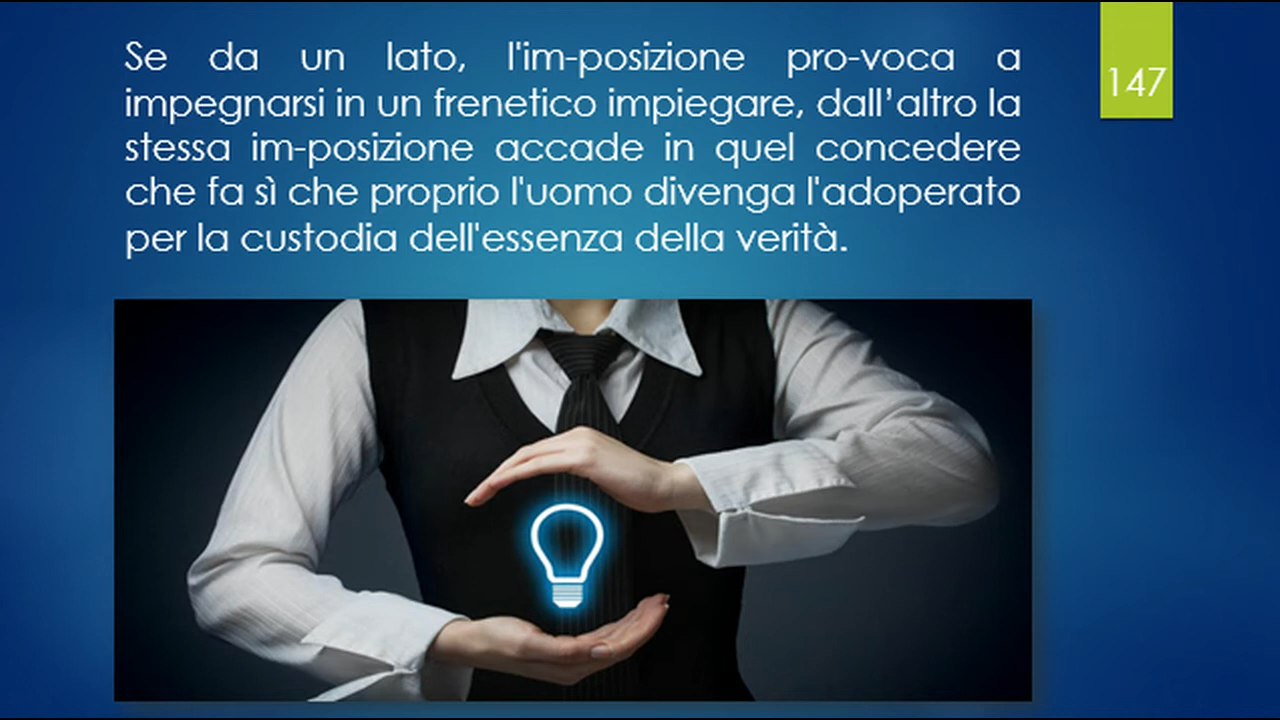 Se da un lato, l'im-posizione pro-voca a
impegnarsi in un frenetico impiegare, dall’altro la
stessa im-posizione accade in quel concedere
che fa sì che proprio l'uomo divenga l'adoperato
per la custodia dell'essenza della verità.
147